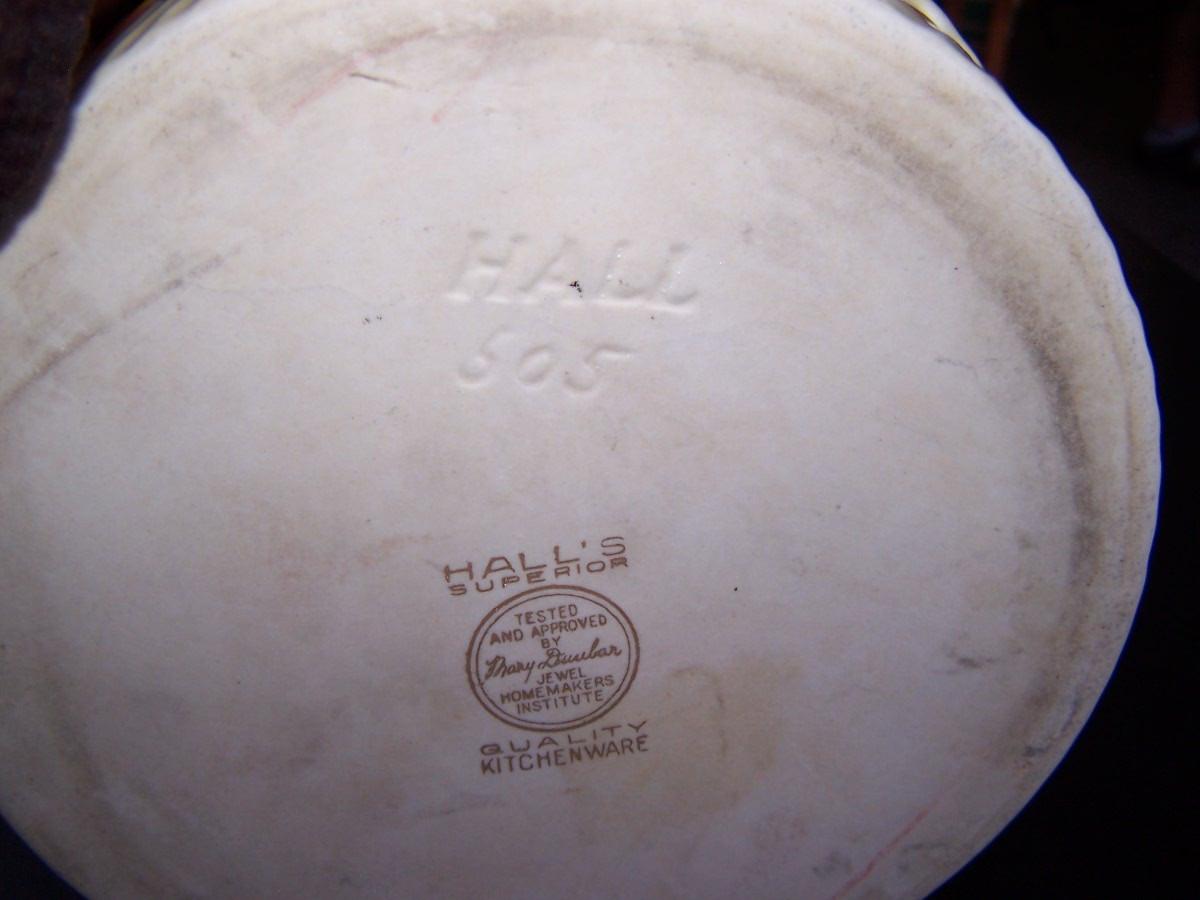 HALL
505
HALL'S
SUPERIOR
TESTED
AND APPROVED
BY
Mary Dunbar
JEWEL
HOMEMAKERS
INSTITUTE
QUALITY
KITCHENWARE